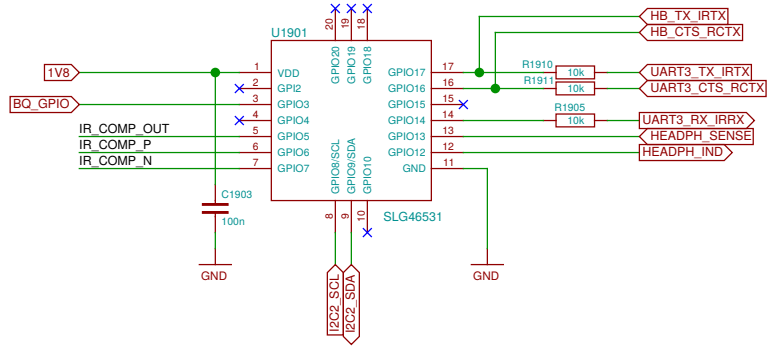 HB_TX_IRTX
HB_CTS_RCTX
U1901
20
19
18
GPIO20
GPIO19
GPIO18
1V8
1
VDD
GPIO17
17
R1910
10k
UART3_TX_IRTX
2
GPI2
GPIO16
16
R1911
10k
UART3_CTS_RCTX
BQ_GPIO
3
GPIO3
GPIO15
15
4
GPIO4
GPIO14
14
R1905
10k
UART3_RX_IRRX
IR_COMP_OUT
5
GPIO5
GPIO13
13
HEADPH_SENSE
IR_COMP_P
6
GPIO6
GPIO12
12
HEADPH_IND
IR_COMP_N
7
GPIO7
GND
11
GPIO8/SCL
GPIO9/SDA
GPIO10
8
9
10
SLG46531
C1903
100n
GND
GND
I2C2_SCL
I2C2_SDA